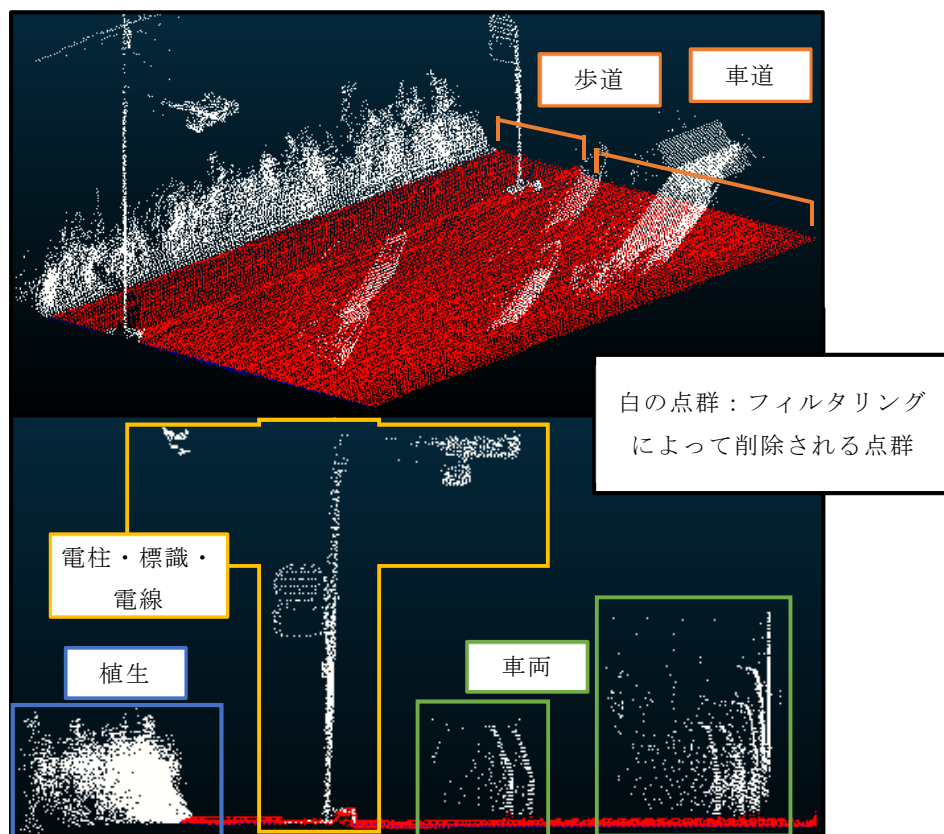 歩道
車道
白の点群：フィルタリング
によって削除される点群
電柱・標識・
電線
植生
車両